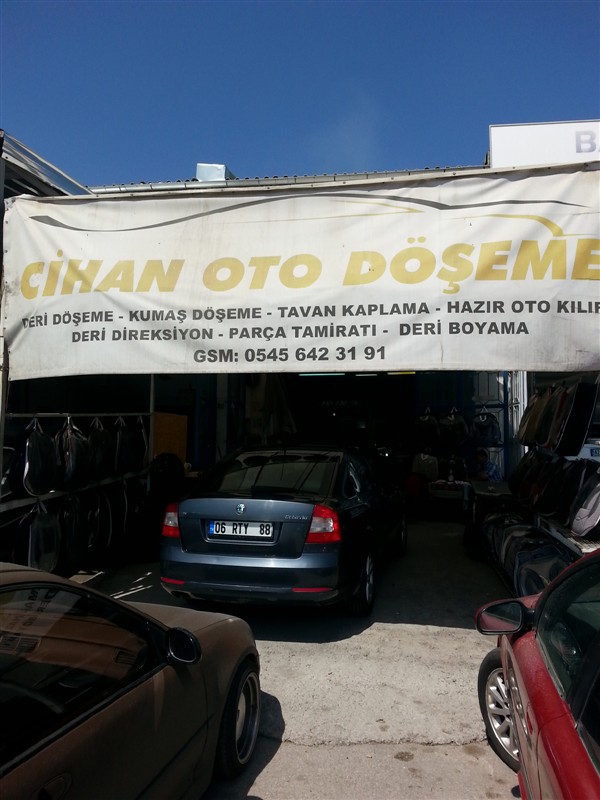 CİHAN OTO DÖŞEME
DERİ DÖŞEME - KUMAŞ DÖŞEME - TAVAN KAPLAMA - HAZIR OTO KILIF
DERİ DİREKSİYON - PARÇA TAMİRATI - DERİ BOYAMA
GSM: 0545 642 31 91
06 RTY 88